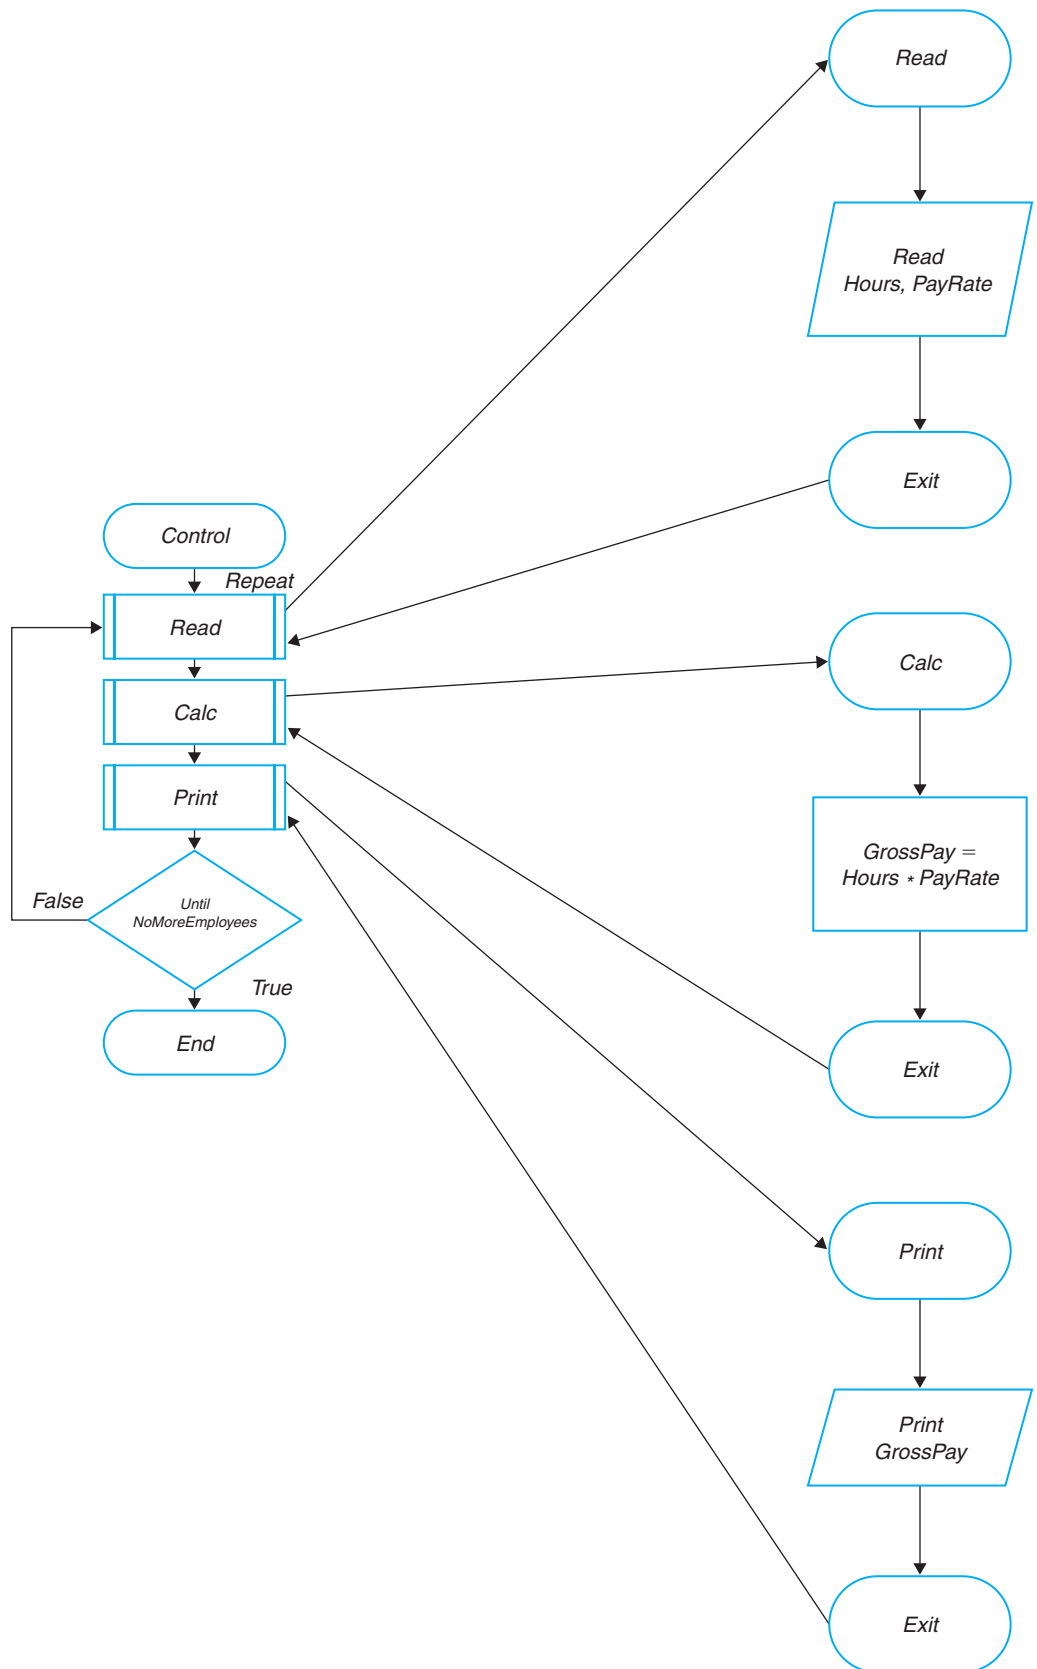 Control
Repeat
Read
Calc
Print
Until
NoMoreEmployees
False
True
End
Read
Read
Hours, PayRate
Exit
Calc
GrossPay =
Hours * PayRate
Exit
Print
Print
GrossPay
Exit